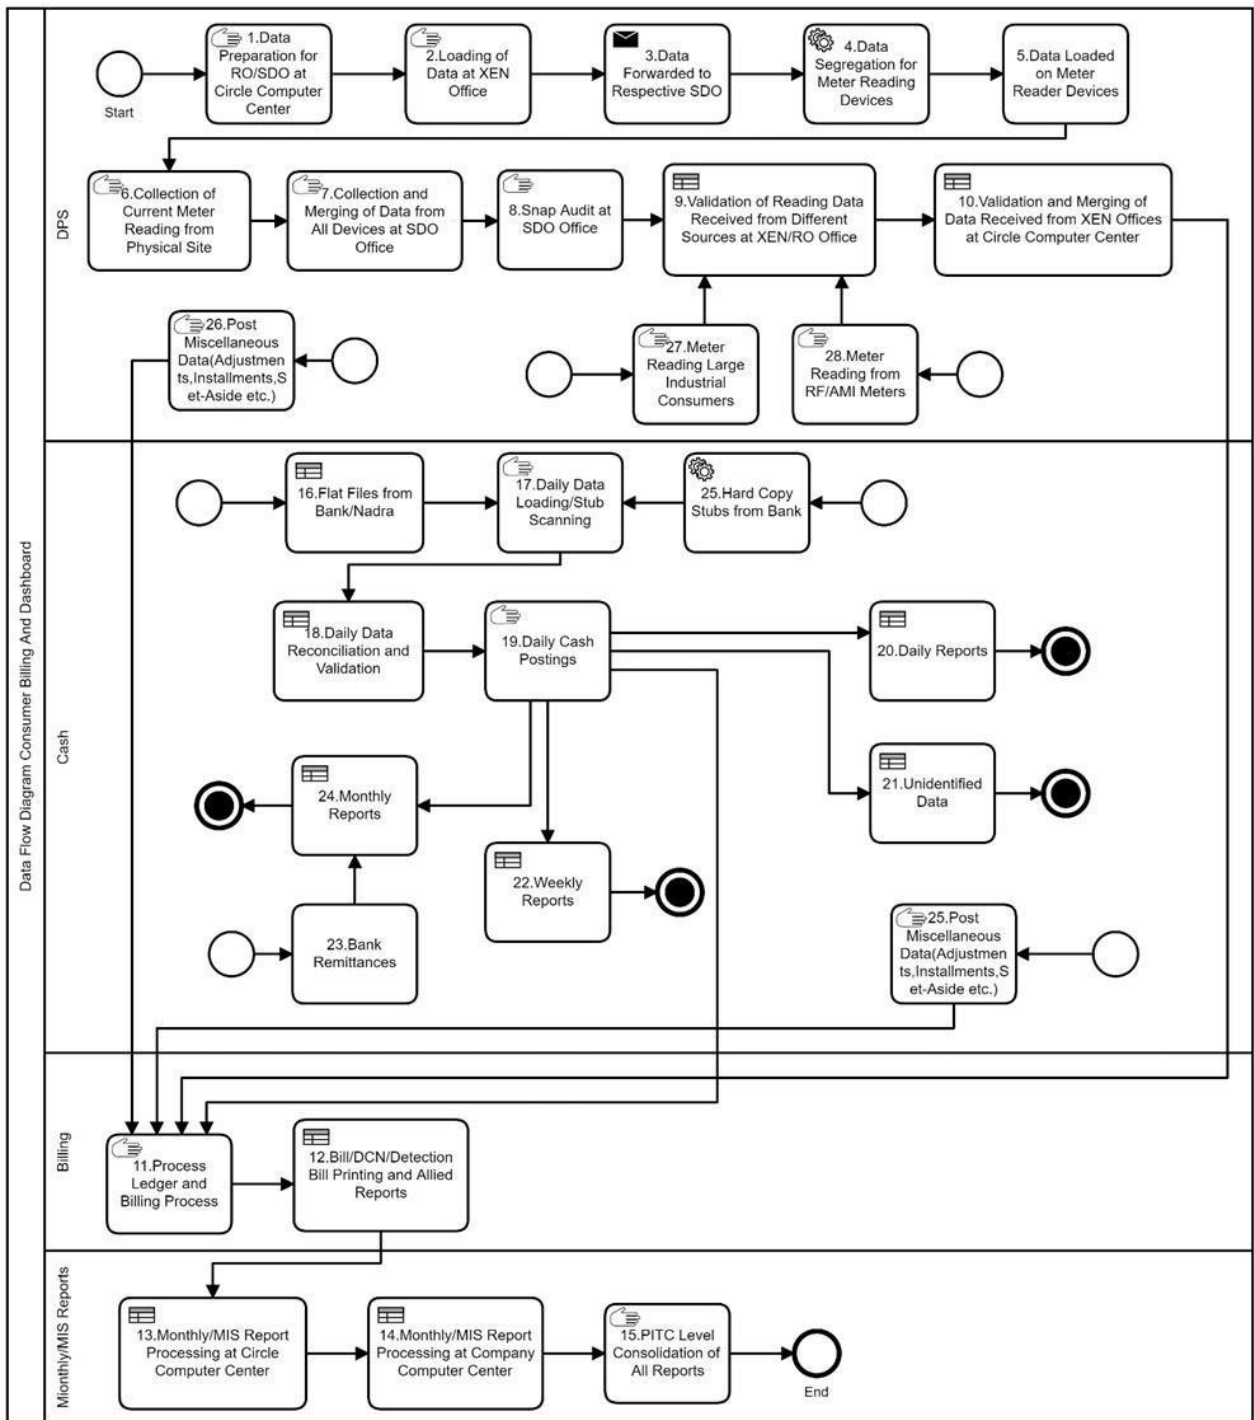 Data Flow Diagram Consumer Billing And Dashboard
DPS
Start
1.Data
Preparation for
RO/SDO at
Circle Computer
Center
2.Loading of
Data at XEN
Office
3.Data
Forwarded to
Respective SDO
4.Data
Segregation for
Meter Reading
Devices
5.Data Loaded
on Meter
Reader Devices
6.Collection of
Current Meter
Reading from
Physical Site
7.Collection and
Merging of Data from
All Devices at SDO
Office
8.Snap Audit at
SDO Office
9.Validation of Reading Data
Received from Different
Sources at XEN/RO Office
10.Validation and Merging of
Data Received from XEN Offices
at Circle Computer Center
26.Post
Miscellaneous
Data(Adjustmen
ts,Installments,S
et-Aside etc.)
27.Meter
Reading Large
Industrial
Consumers
28.Meter
Reading from
RF/AMI Meters
Cash
16.Flat Files from
Bank/Nadra
17.Daily Data
Loading/Stub
Scanning
25.Hard Copy
Stubs from Bank
18.Daily Data
Reconciliation and
Validation
19.Daily Cash
Postings
20.Daily Reports
24.Monthly
Reports
21.Unidentified
Data
22.Weekly
Reports
23.Bank
Remittances
25.Post
Miscellaneous
Data(Adjustmen
ts,Installments,S
et-Aside etc.)
Billing
11.Process
Ledger and
Billing Process
12.Bill/DCN/Detection
Bill Printing and Allied
Reports
Mionthly/MIS Reports
13.Monthly/MIS Report
Processing at Circle
Computer Center
14.Monthly/MIS Report
Processing at Company
Computer Center
15.PITC Level
Consolidation of
All Reports
End